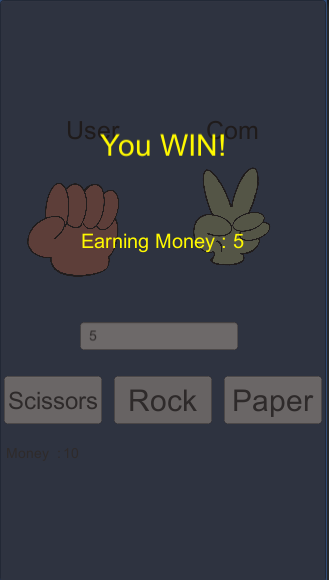 User Com
You WIN!
Earning Money : 5
5
Scissors Rock Paper
Money : 10